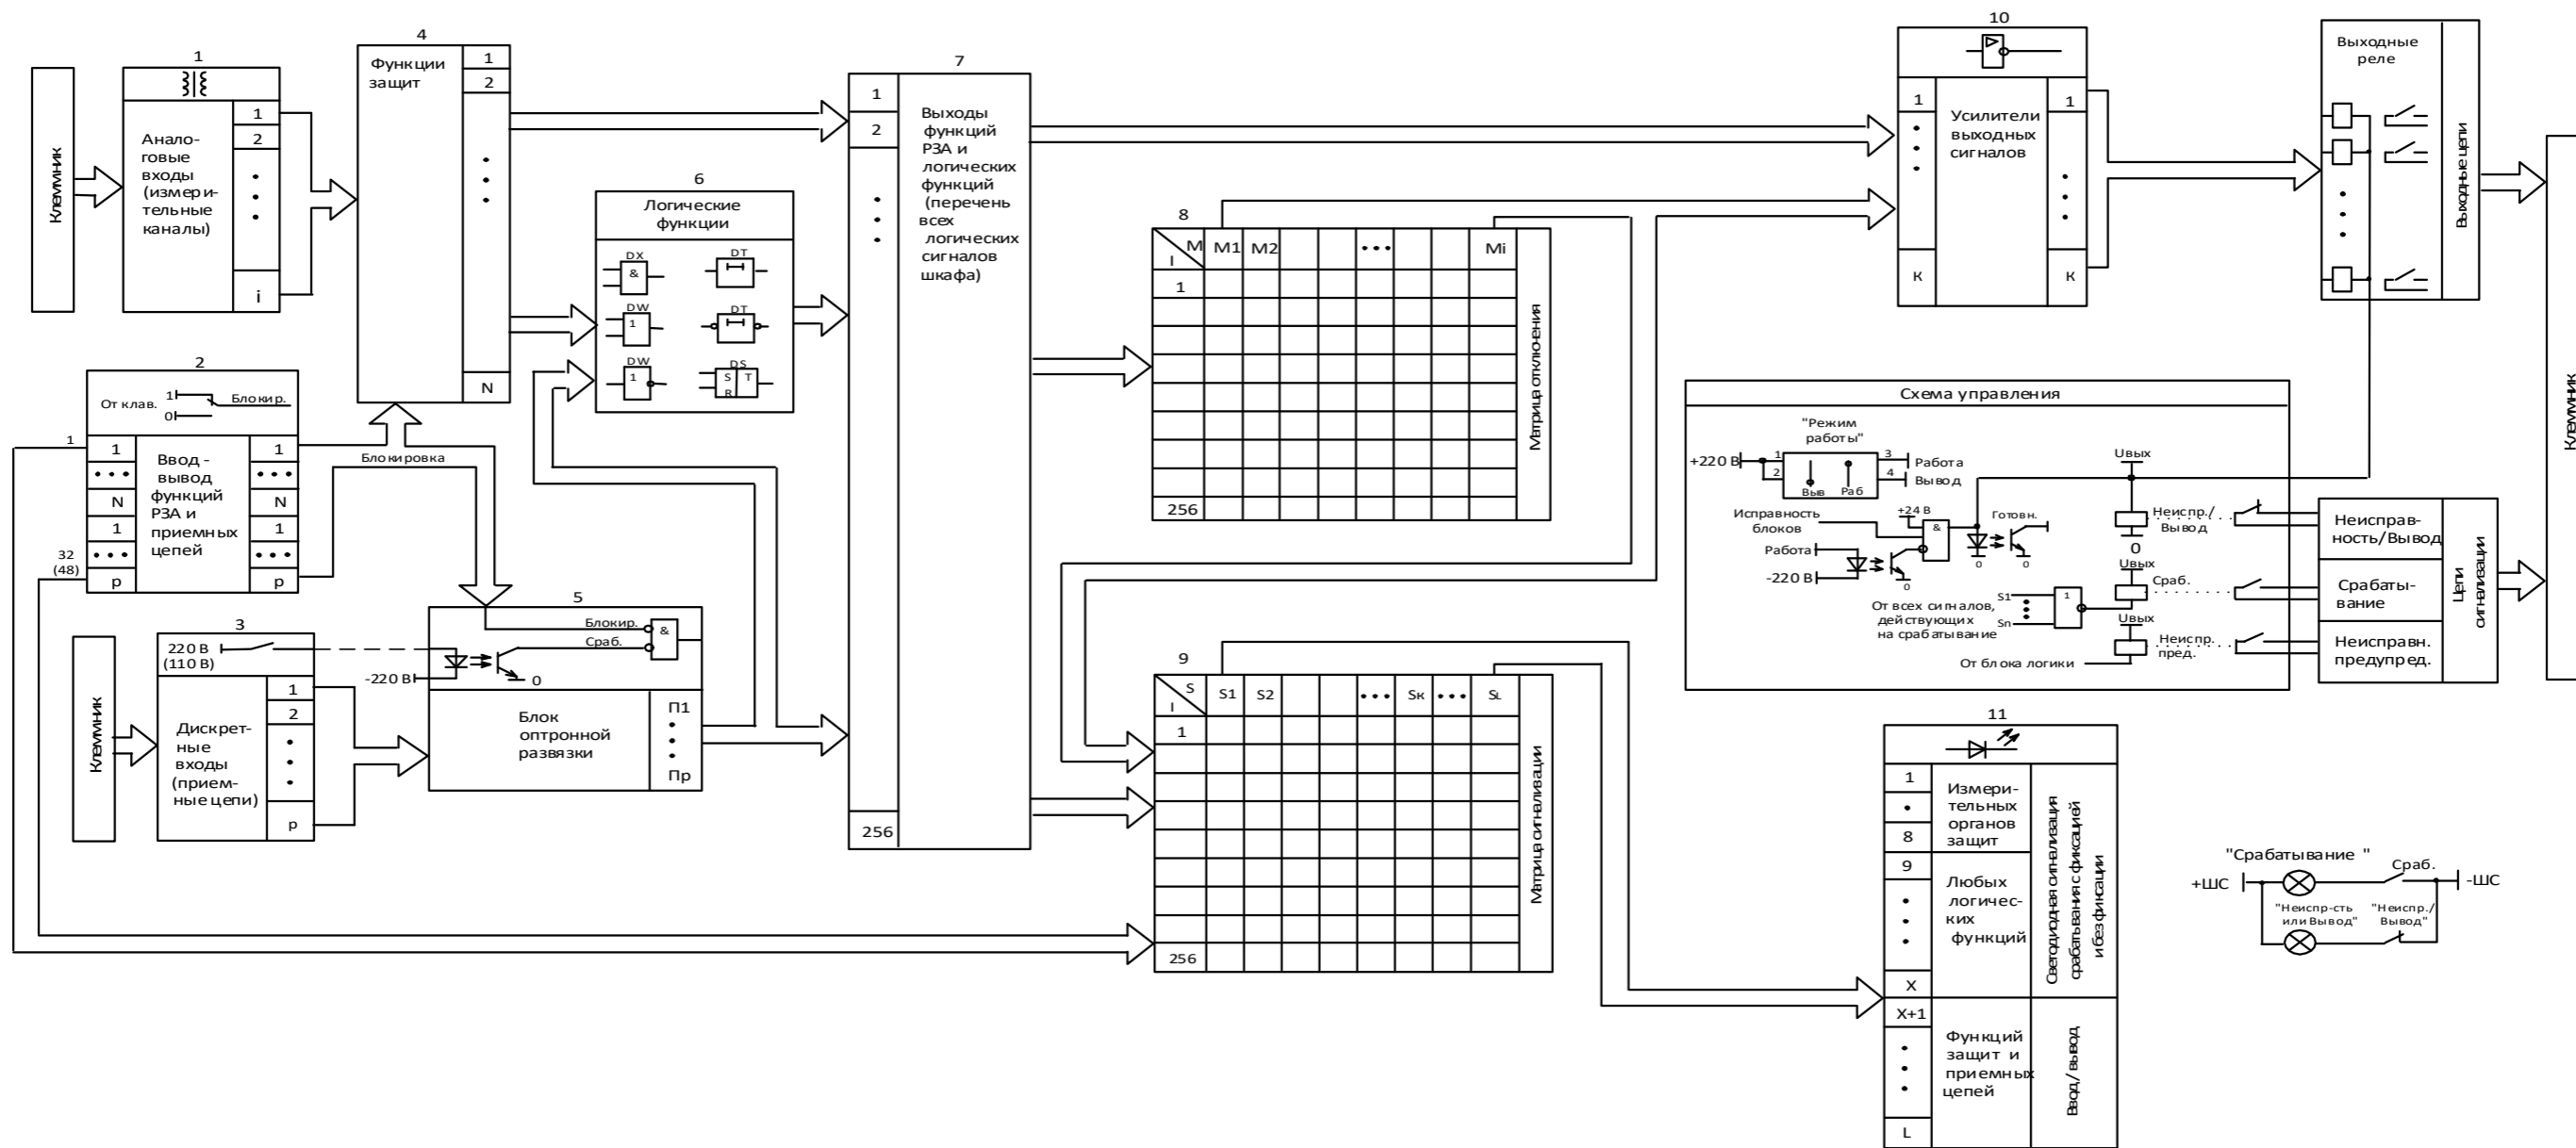 Клеммник
1
Анало-
говые
входы
(измери-
тельные
каналы)
1
2
i
4
Функции
защит
1
2
N
2
От клав.
1
0
Блокир.
1
32
(48)
1
N
1
p
Ввод -
вывод
функций
РЗА и
приемных
цепей
1
N
1
p
Блокировка
Клеммник
3
220 В
(110 В)
Дискрет-
ные
входы
(прием-
ные цепи)
1
2
p
5
-220 В
0
Блокир.
Сраб.
&
Блок
оптронной
развязки
П1
Пр
6
Логические
функции
DX
&
DT
DW
1
DT
DW
1
DS
S T
R
7
1
2
256
Выходы
функций
РЗА и
логических
функций
(перечень
всех
логических
сигналов
шкафа)
8
M
I
M1 M2 Mi
1
256
Матрица отключения
9
S
I
S1 S2 Sк SL
1
256
Матрица сигнализации
10
1
К
Усилители
выходных
сигналов
1
К
Выходные
реле
Выходные цепи
Клеммник
Схема управления
"Режим
работы"
+220 В
1
2
Выв Раб
3
4
Работа
Вывод
Исправность
блоков
+24 В
&
Работа
-220 В
0
0
Готовн.
0
Uвых
Неиспр./
Вывод
0
Uвых
Сраб.
От всех сигналов,
действующих
на срабатывание
S1
Sn
1
Uвых
Неиспр.
пред.
От блока логики
Неисправ-
ность/Вывод
Срабаты-
вание
Неисправн.
предупред.
Цепи
сигнализации
11
1
8
9
X
X+1
L
Измери-
тельных
органов
защит
Любых
логичес-
ких
функций
Функций
защит и
приемных
цепей
Светодиодная сигнализация
срабатывания с фиксацией
и без фиксации
Ввод / вывод
"Срабатывание "
Сраб.
+ШС
-ШС
"Неиспр-сть
или Вывод"
"Неиспр./
Вывод"